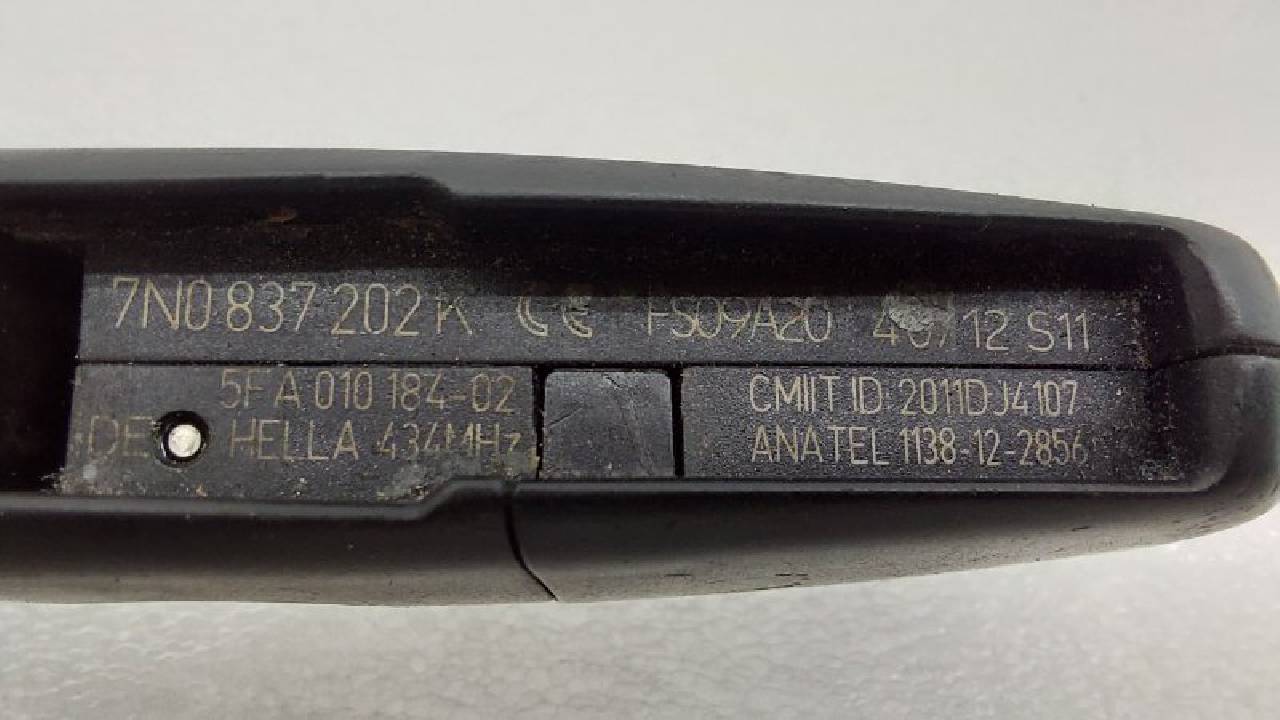 7N0 837 202 K CE FS09A20 12 S11
5FA 010 184-02
DE HELLA 434MHz
CMIIT ID 2011DJ4107
ANATEL 1138-12-2856